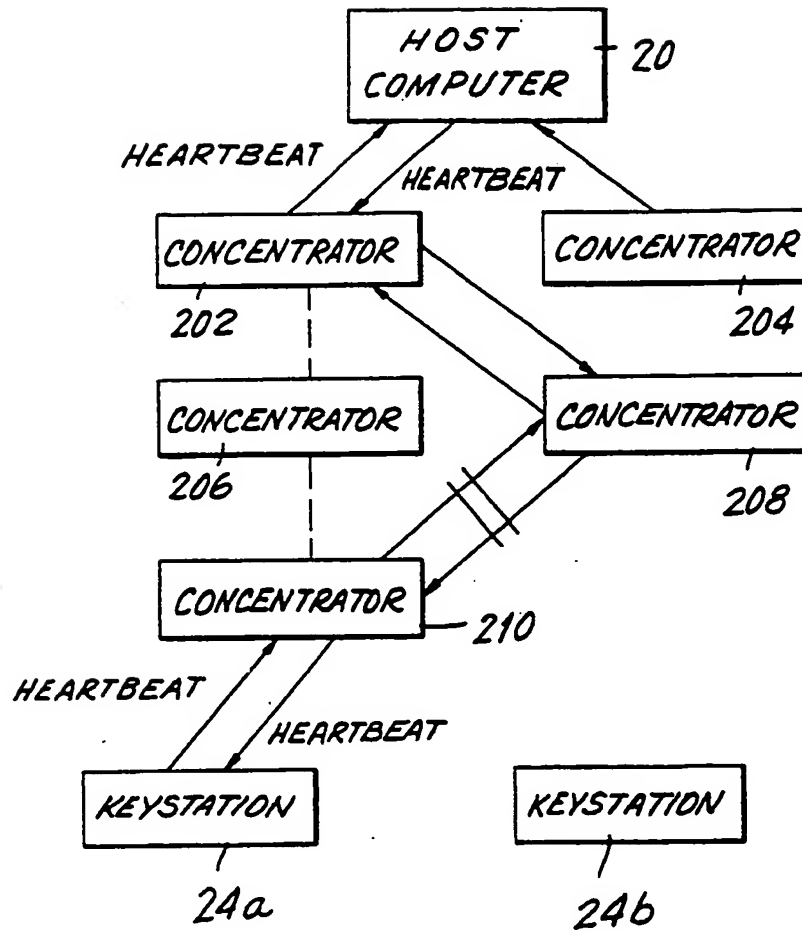 HOST
COMPUTER
20
HEARTBEAT
HEARTBEAT
CONCENTRATOR
202
CONCENTRATOR
204
CONCENTRATOR
206
CONCENTRATOR
208
CONCENTRATOR
210
HEARTBEAT
HEARTBEAT
KEYSTATION
24a
KEYSTATION
24b